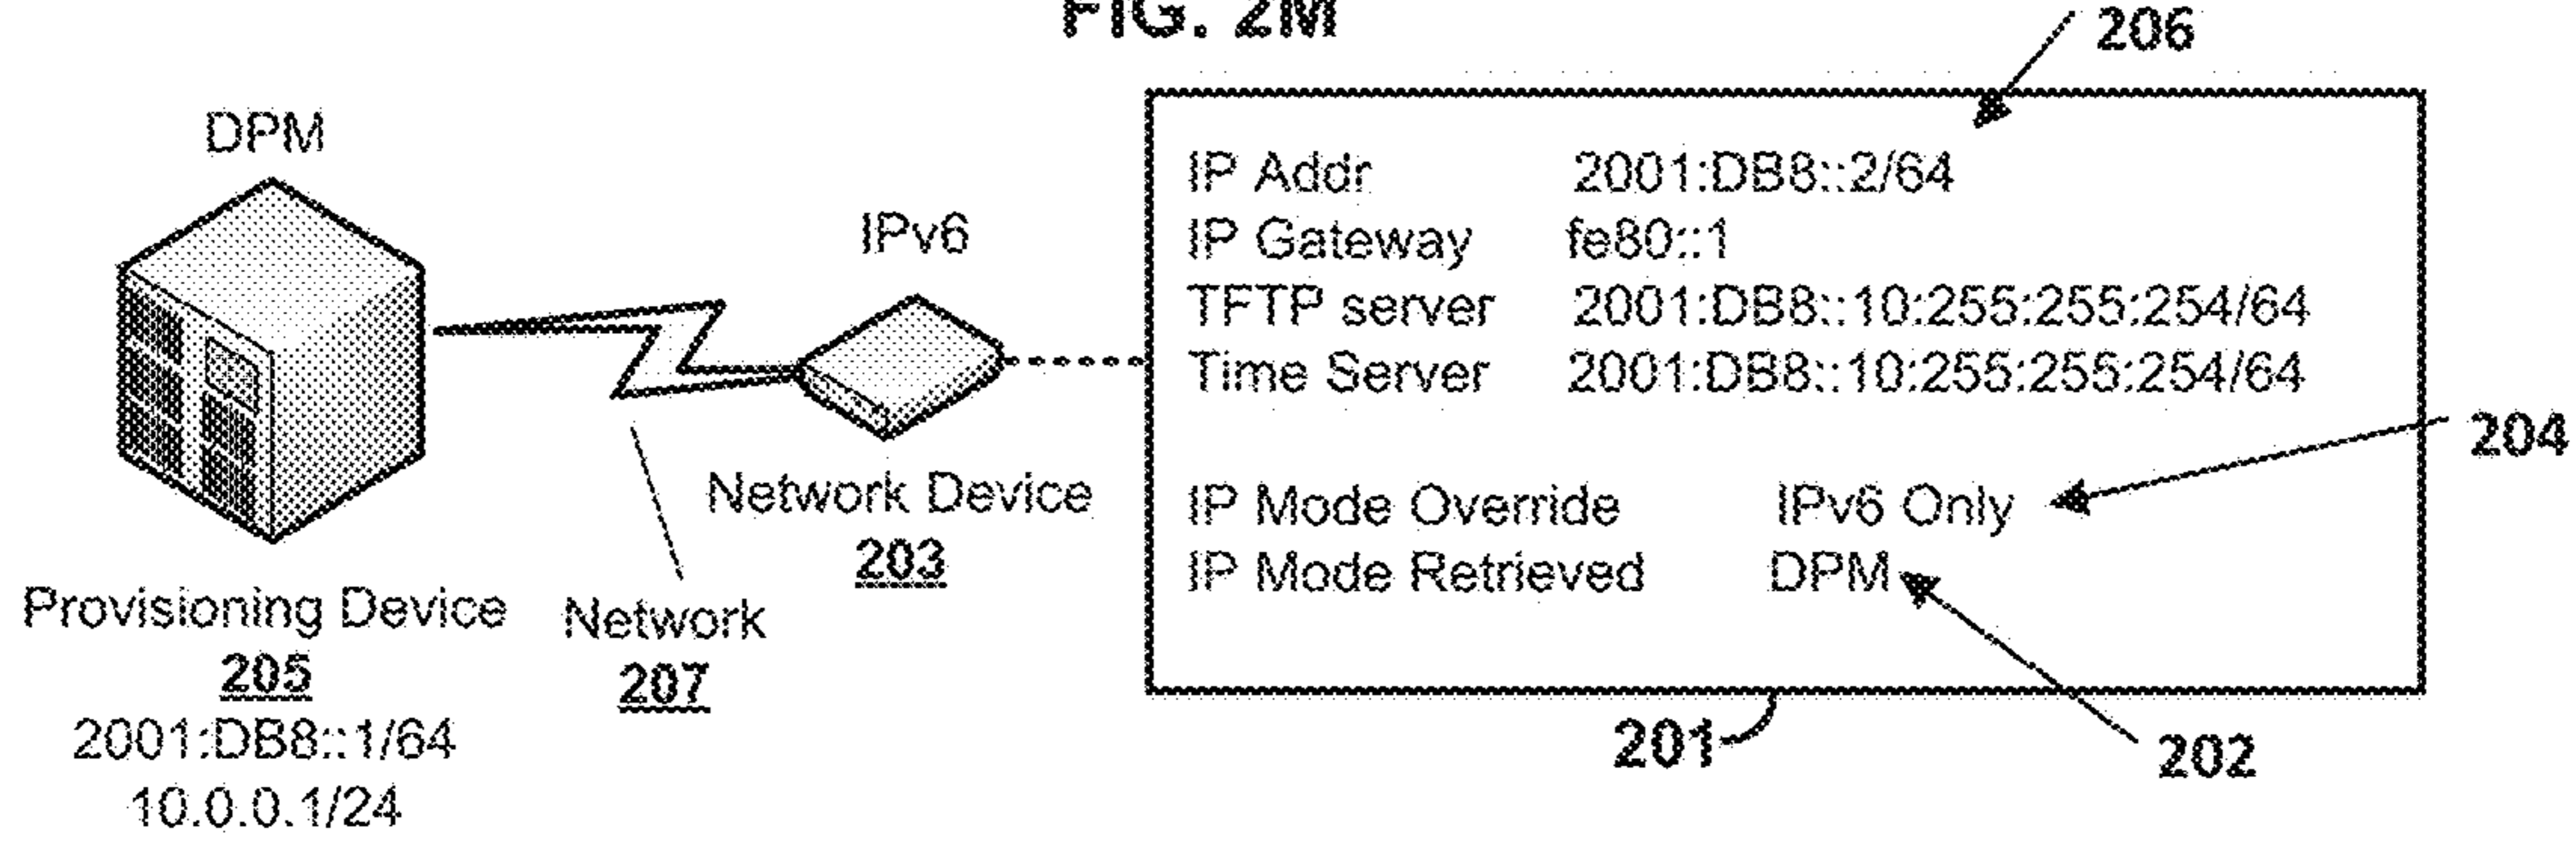 FIG. 2M
206
DPM
IP Addr 2001:DB8::2/64
IPv6
IP Gateway fe80::1
TFTP server 2001:DB8::10:255:255:254/64
Time Server 2001:DB8::10:255:255:254/64
204
Network Device
203
IP Mode Override IPv6 Only
IP Mode Retrieved DPM
Provisioning Device
205
2001:DB8::1/64
10.0.0.1/24
Network
207
201
202